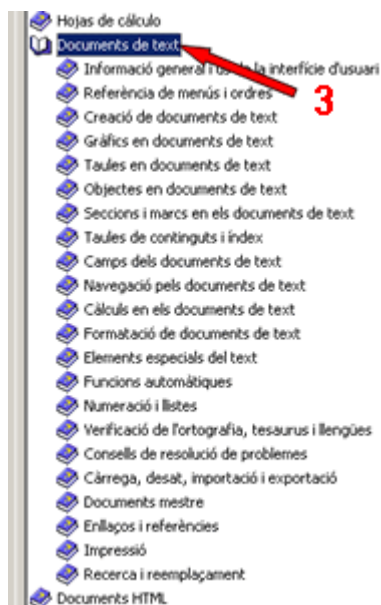 Hojas de cálculo
Documents de text
Informació general i ús de la interfície d'usuari
Referència de menús i ordres
3
Creació de documents de text
Gràfics en documents de text
Taules en documents de text
Objectes en documents de text
Seccions i marcs en els documents de text
Taules de continguts i índex
Camps dels documents de text
Navegació pels documents de text
Càlculs en els documents de text
Formatació de documents de text
Elements especials del text
Funcions automàtiques
Numeració i llistes
Verificació de l'ortografia, tesaurus i llengües
Consells de resolució de problemes
Càrrega, desat, importació i exportació
Documents mestre
Enllaços i referències
Impressió
Recerca i reemplaçament
Documents HTML